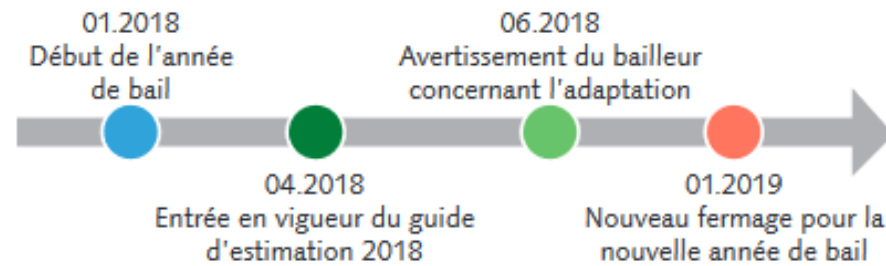 01.2018
Début de l'année
de bail
06.2018
Avertissement du bailleur
concernant l'adaptation
04.2018
Entrée en vigueur du guide
d'estimation 2018
01.2019
Nouveau fermage pour la
nouvelle année de bail